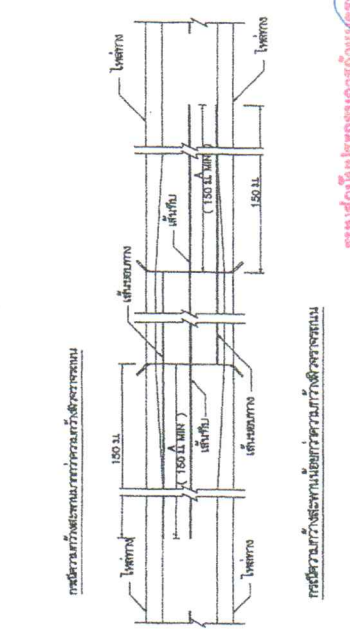 กรณีความกว้างสะพานมากกว่าความกว้างผิวจราจรถนน
150 ม.
ไหล่ทาง
A
( 150 ม. MIN )
เส้นทึบ
เส้นขอบทาง
ไหล่ทาง
ไหล่ทาง
เส้นขอบทาง
เส้นทึบ
A
( 150 ม. MIN )
150 ม.
ไหล่ทาง
กรณีความกว้างสะพานน้อยกว่าความกว้างผิวจราจรถนน